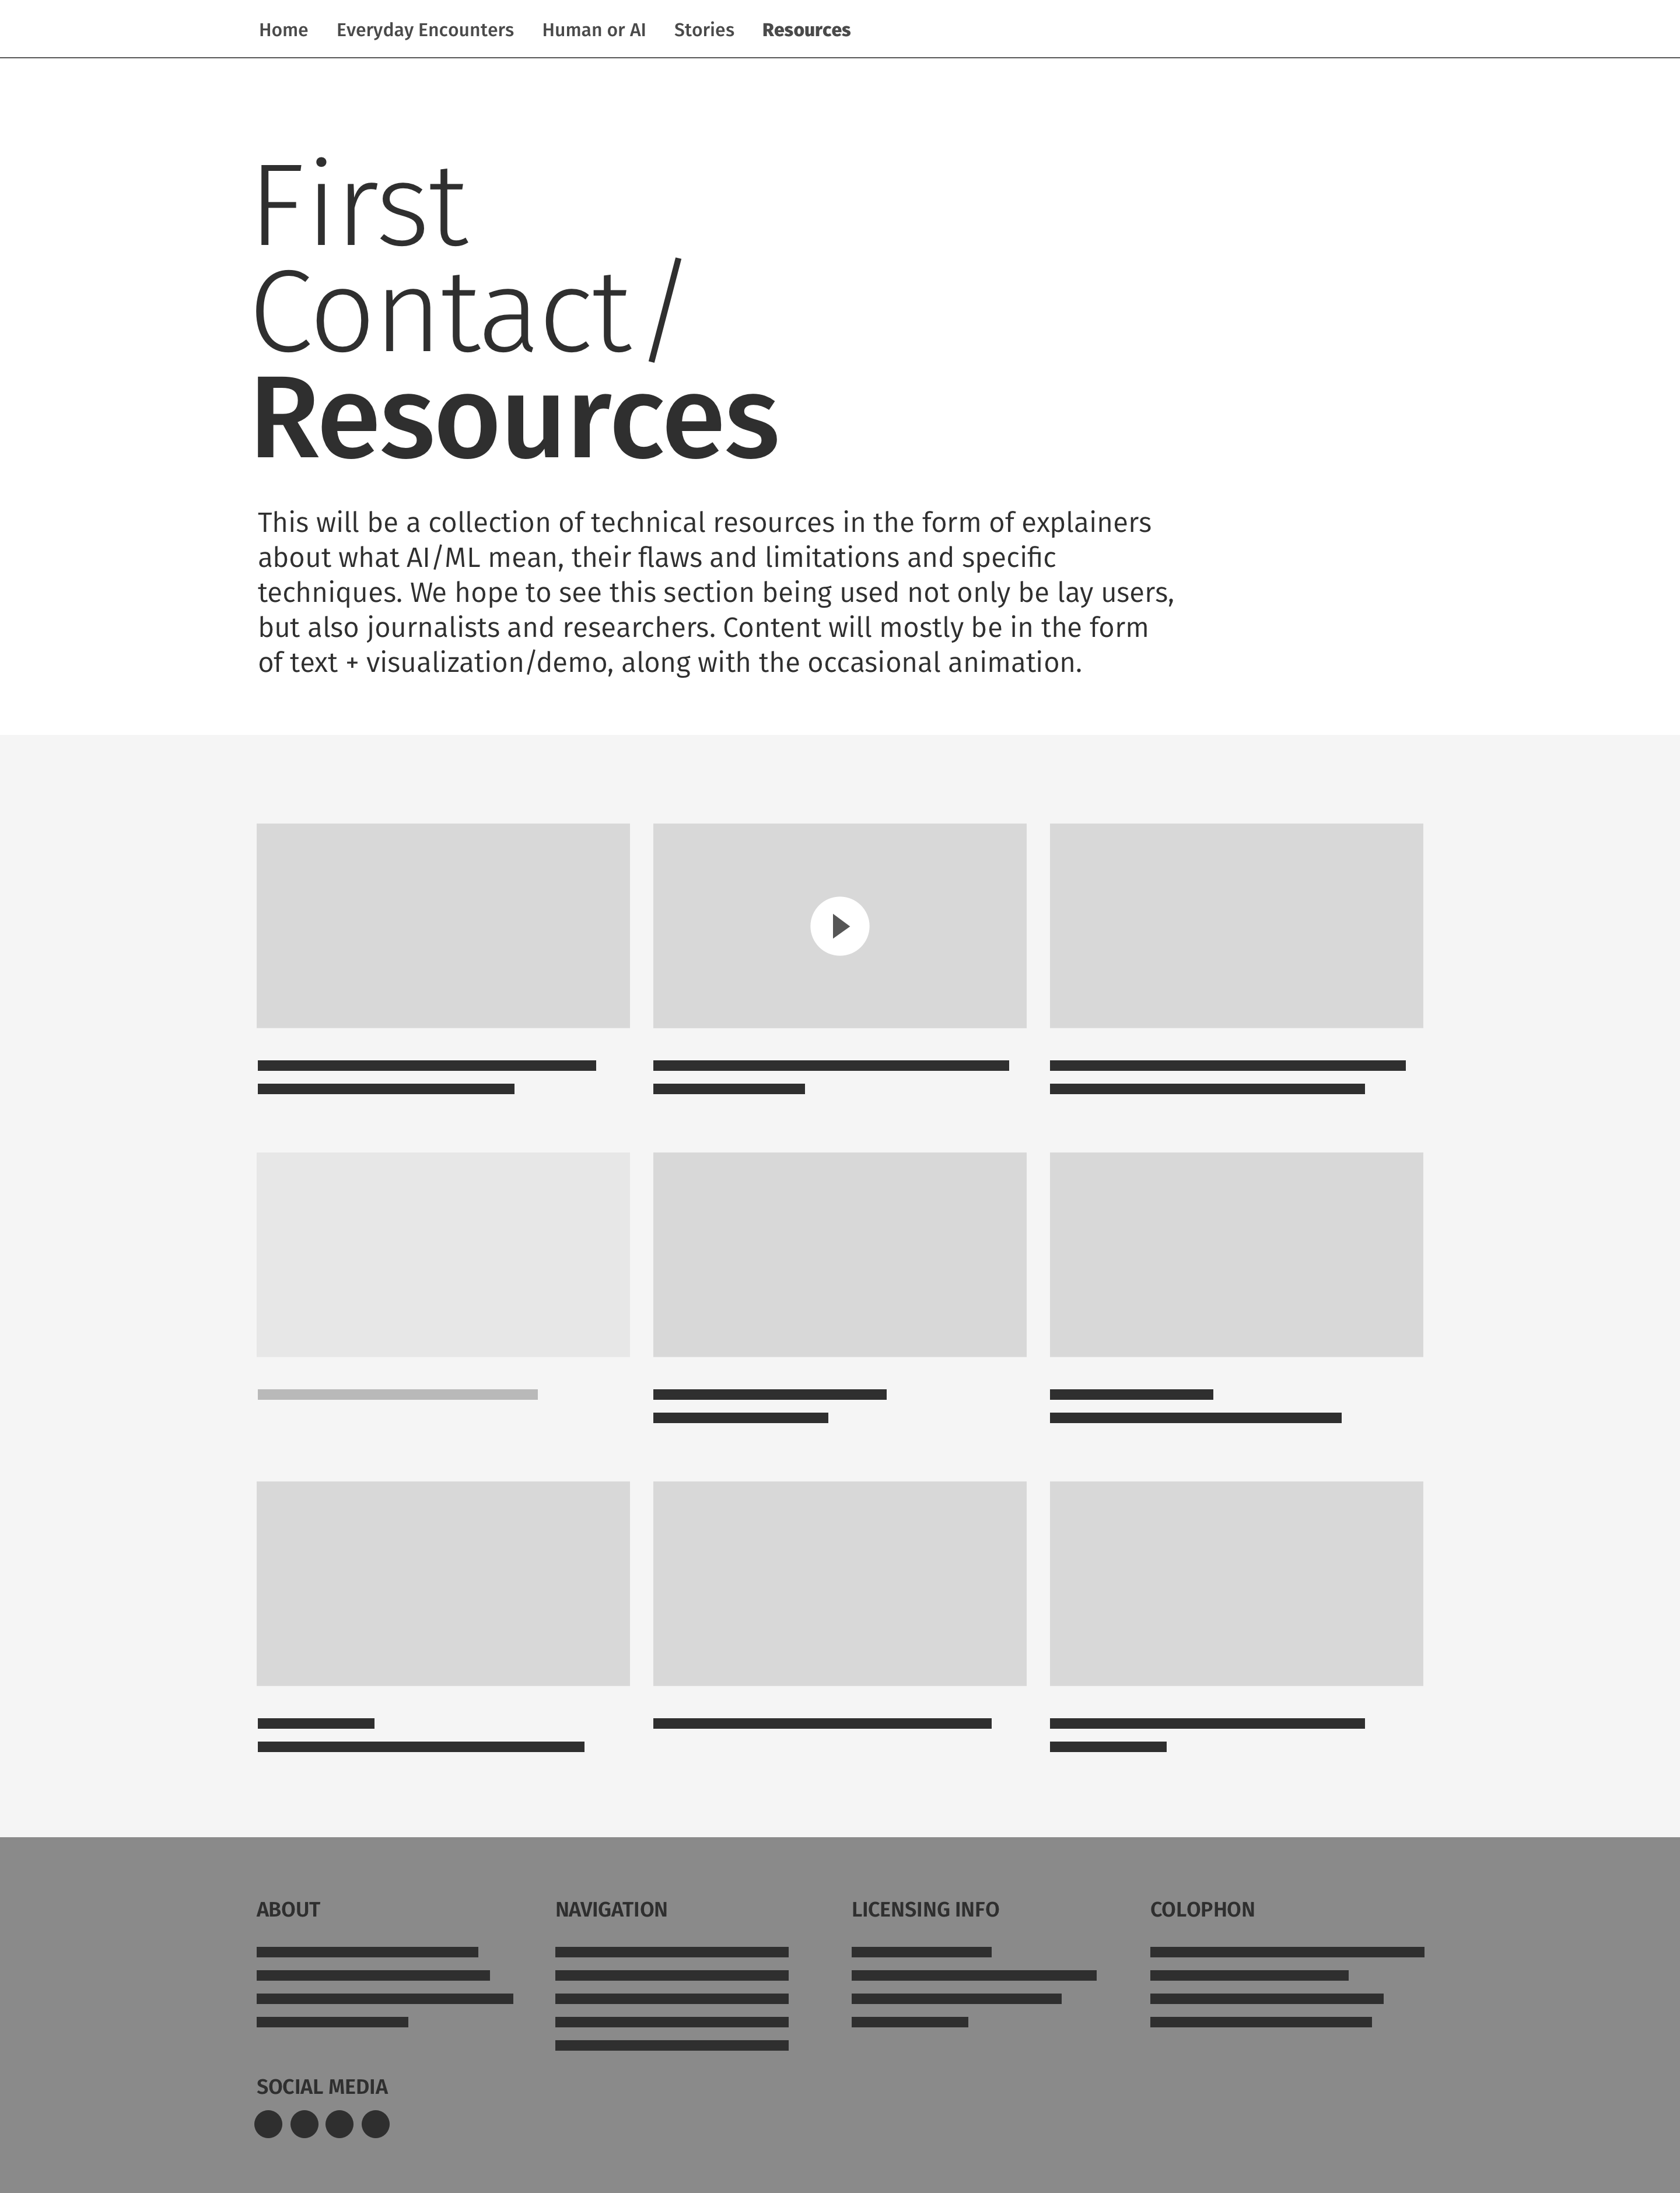 Home Everyday Encounters Human or AI Stories Resources
First
Contact/
Resources
This will be a collection of technical resources in the form of explainers
about what AI/ML mean, their flaws and limitations and specific
techniques. We hope to see this section being used not only be lay users,
but also journalists and researchers. Content will mostly be in the form
of text + visualization/demo, along with the occasional animation.
ABOUT NAVIGATION LICENSING INFO COLOPHON
SOCIAL MEDIA